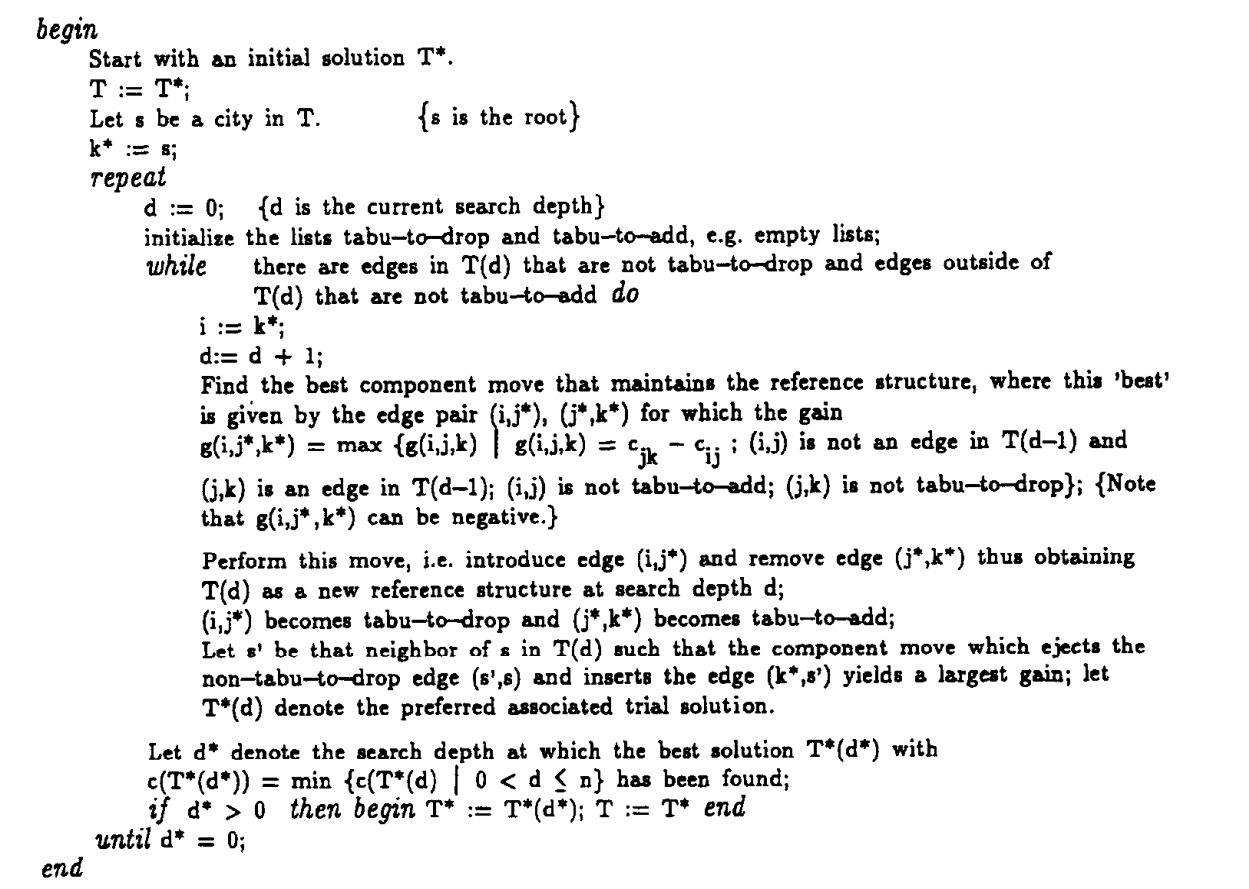 begin
Start with an initial solution T*.
T := T*;
Let s be a city in T. {s is the root}
k* := s;
repeat
d := 0; {d is the current search depth}
initialize the lists tabu–to–drop and tabu–to–add, e.g. empty lists;
while there are edges in T(d) that are not tabu–to–drop and edges outside of
T(d) that are not tabu–to–add do
i := k*;
d:= d + 1;
Find the best component move that maintains the reference structure, where this 'best'
is given by the edge pair (i,j*), (j*,k*) for which the gain
g(i,j*,k*) = max {g(i,j,k) | g(i,j,k) = c_jk – c_ij ; (i,j) is not an edge in T(d–1) and
(j,k) is an edge in T(d–1); (i,j) is not tabu–to–add; (j,k) is not tabu–to–drop}; {Note
that g(i,j*,k*) can be negative.}
Perform this move, i.e. introduce edge (i,j*) and remove edge (j*,k*) thus obtaining
T(d) as a new reference structure at search depth d;
(i,j*) becomes tabu–to–drop and (j*,k*) becomes tabu–to–add;
Let s' be that neighbor of s in T(d) such that the component move which ejects the
non–tabu–to–drop edge (s',s) and inserts the edge (k*,s') yields a largest gain; let
T*(d) denote the preferred associated trial solution.
Let d* denote the search depth at which the best solution T*(d*) with
c(T*(d*)) = min {c(T*(d) | 0 < d ≤ n} has been found;
if d* > 0 then begin T* := T*(d*); T := T* end
until d* = 0;
end